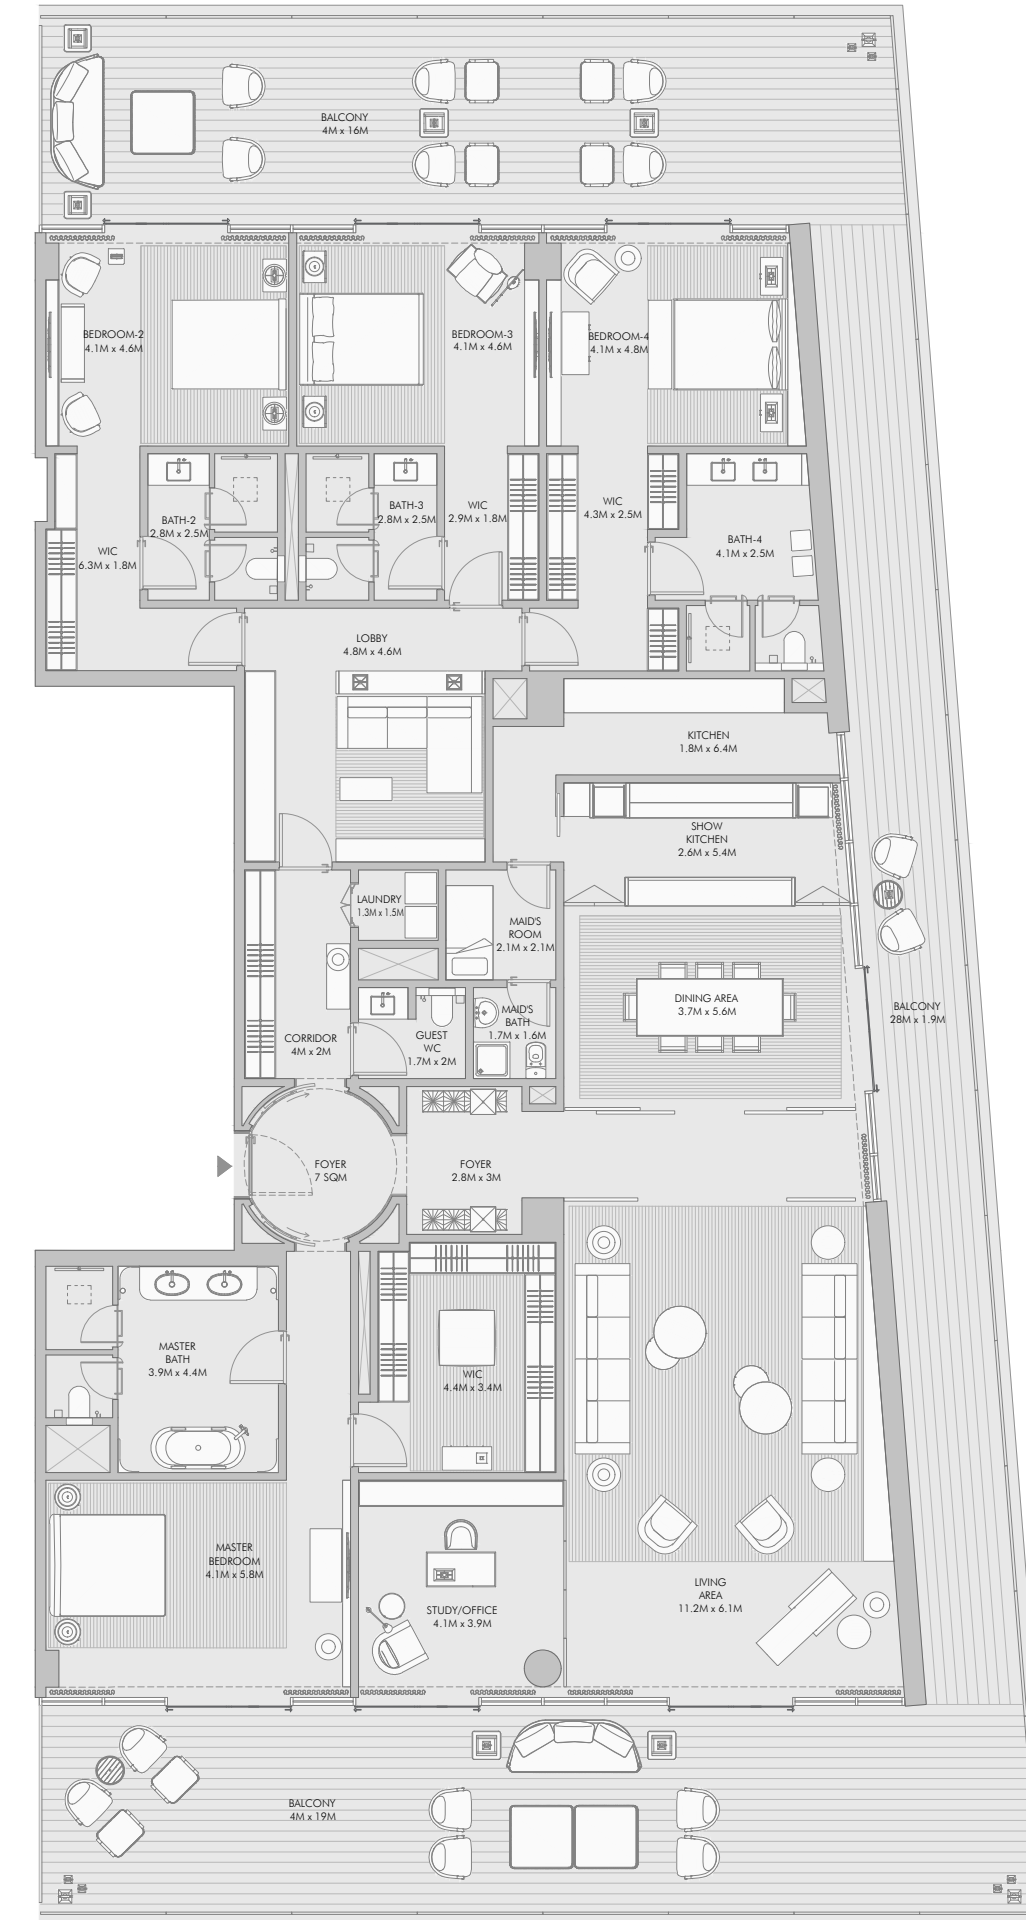 BALCONY
4M x 16M
BEDROOM-2
4.1M x 4.6M
BEDROOM-3
4.1M x 4.6M
BEDROOM-4
4.1M x 4.8M
BATH-2
2.8M x 2.5M
BATH-3
2.8M x 2.5M
WIC
2.9M x 1.8M
WIC
4.3M x 2.5M
WIC
6.3M x 1.8M
BATH-4
4.1M x 2.5M
LOBBY
4.8M x 4.6M
KITCHEN
1.8M x 6.4M
SHOW
KITCHEN
2.6M x 5.4M
LAUNDRY
1.3M x 1.5M
MAID'S
ROOM
2.1M x 2.1M
DINING AREA
3.7M x 5.6M
BALCONY
28M x 1.9M
CORRIDOR
4M x 2M
GUEST
WC
1.7M x 2M
MAID'S
BATH
1.7M x 1.6M
FOYER
7 SQM
FOYER
2.8M x 3M
MASTER
BATH
3.9M x 4.4M
WIC
4.4M x 3.4M
MASTER
BEDROOM
4.1M x 5.8M
STUDY/OFFICE
4.1M x 3.9M
LIVING
AREA
11.2M x 6.1M
BALCONY
4M x 19M